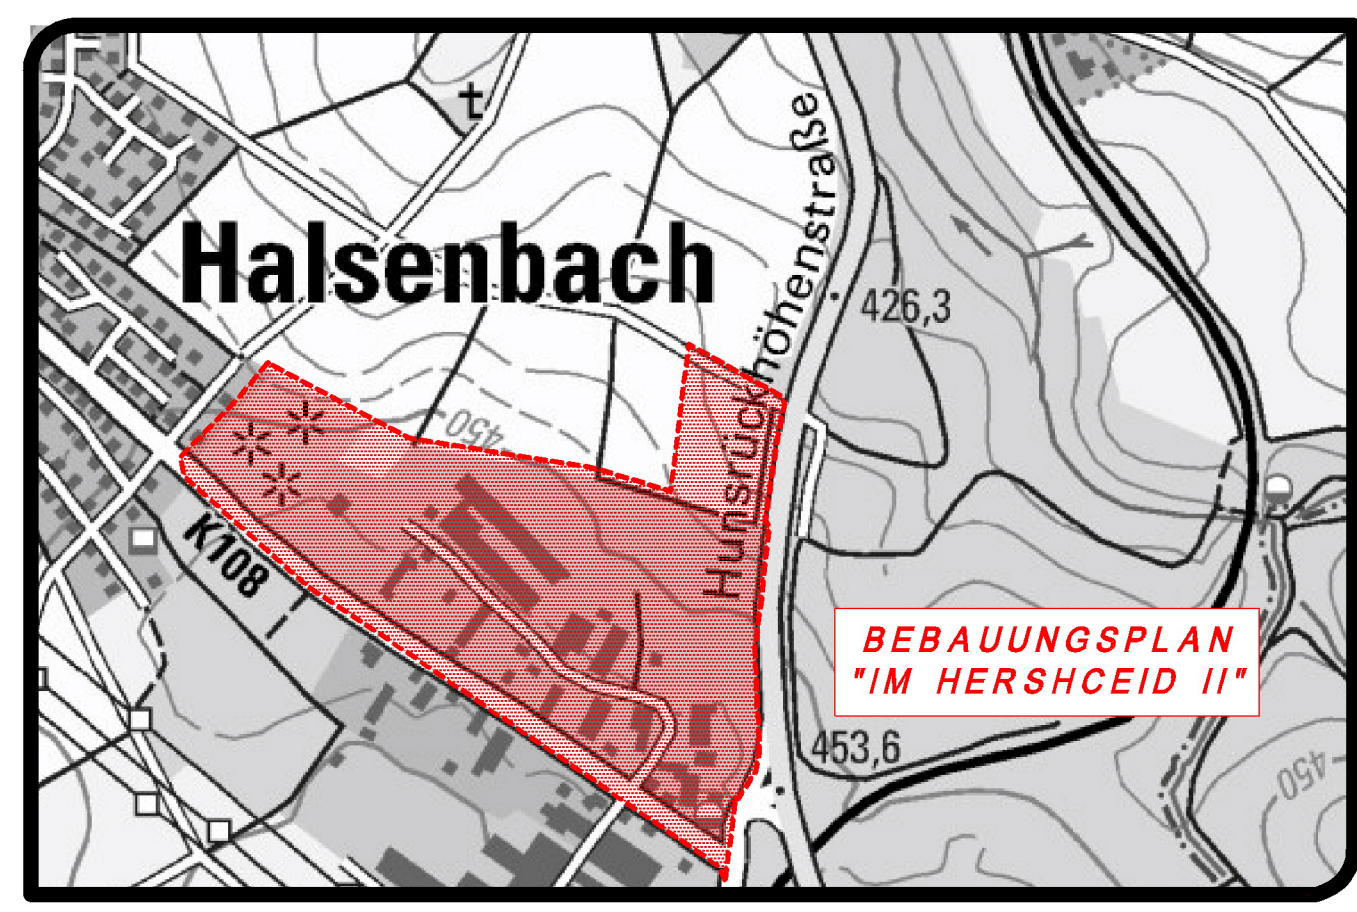 Halsenbach
Hunsrückhöhenstraße
426,3
450
K108
BEBAUUNGSPLAN
"IM HERSHCEID II"
453,6
450